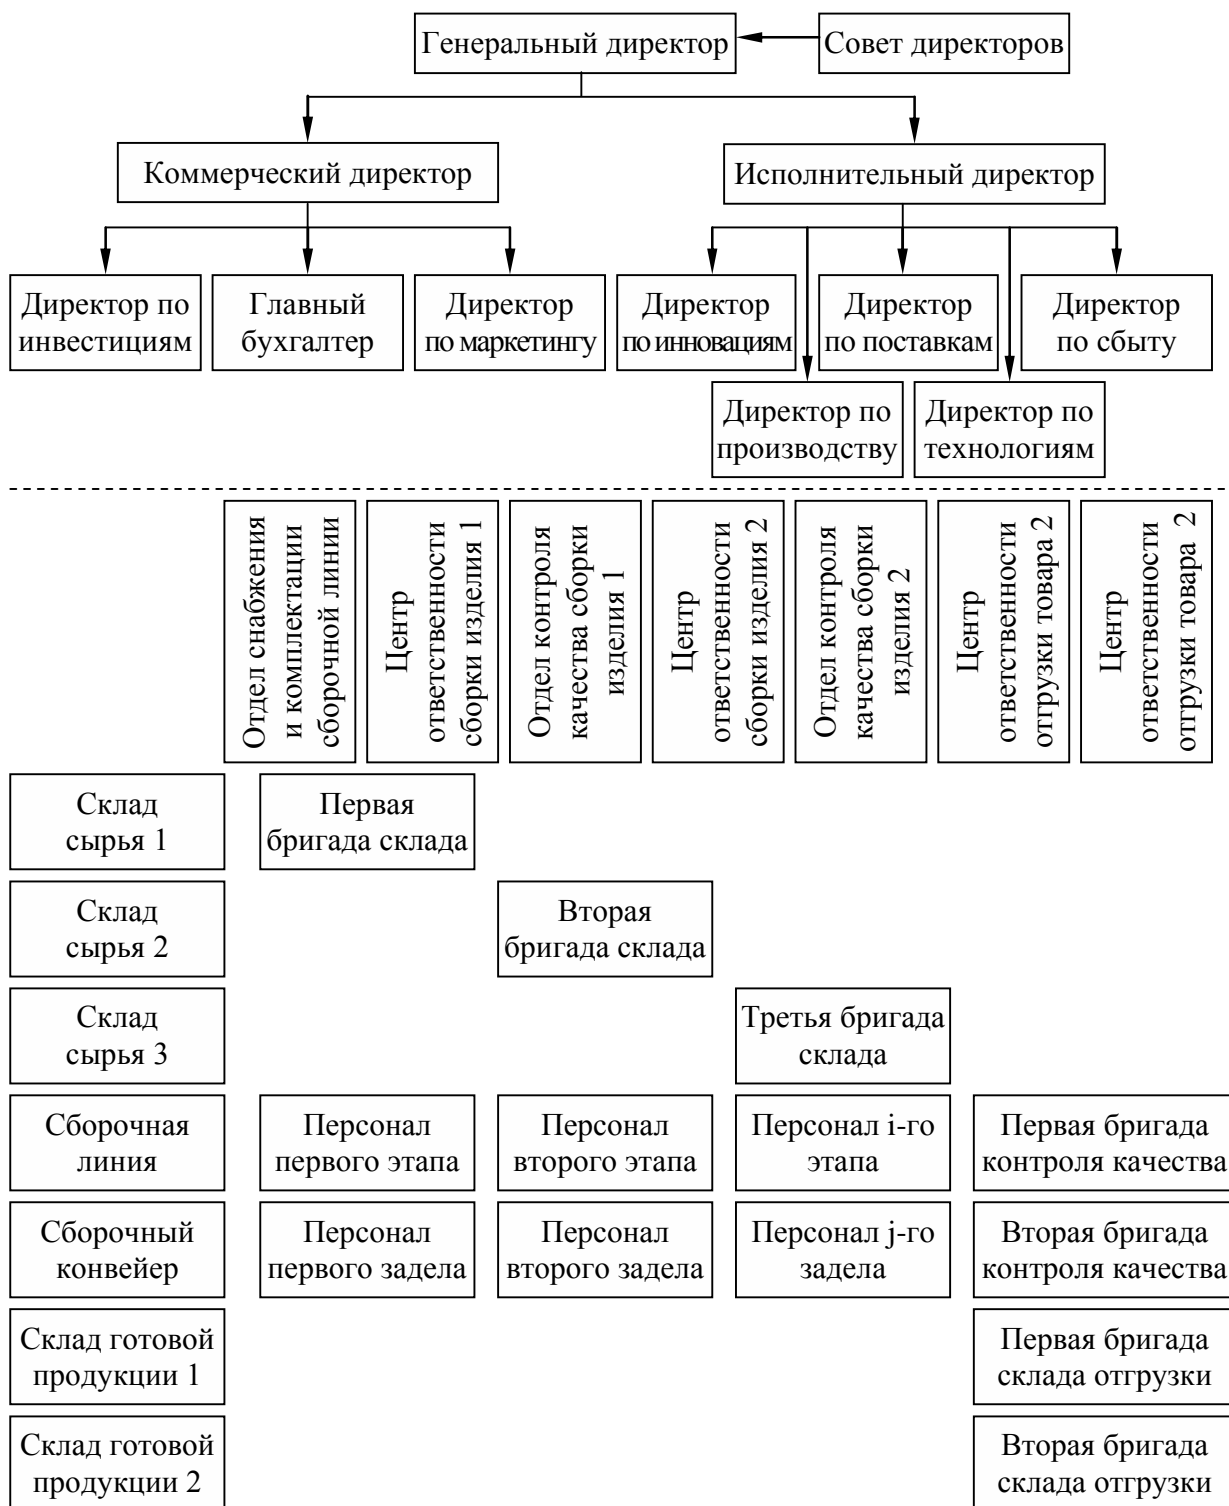 Генеральный директор
Совет директоров
Коммерческий директор
Исполнительный директор
Директор по
инвестициям
Главный
бухгалтер
Директор
по маркетингу
Директор
по инновациям
Директор
по поставкам
Директор
по сбыту
Директор по
производству
Директор по
технологиям
Отдел снабжения
и комплектации
сборочной линии
Центр
ответственности
сборки изделия 1
Отдел контроля
качества сборки
изделия 1
Центр
ответственности
сборки изделия 2
Отдел контроля
качества сборки
изделия 2
Центр
ответственности
отгрузки товара 2
Центр
ответственности
отгрузки товара 2
Склад
сырья 1
Первая
бригада склада
Склад
сырья 2
Вторая
бригада склада
Склад
сырья 3
Третья бригада
склада
Сборочная
линия
Персонал
первого этапа
Персонал
второго этапа
Персонал i-го
этапа
Первая бригада
контроля качества
Сборочный
конвейер
Персонал
первого задела
Персонал
второго задела
Персонал j-го
задела
Вторая бригада
контроля качества
Склад готовой
продукции 1
Первая бригада
склада отгрузки
Склад готовой
продукции 2
Вторая бригада
склада отгрузки